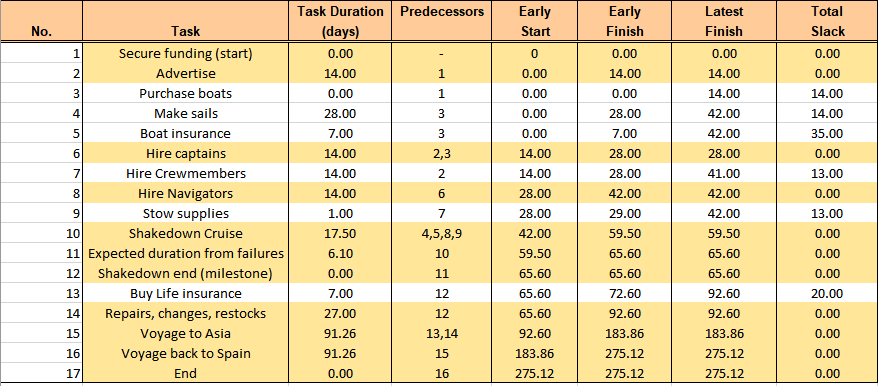 No. Task Task Duration (days) Predecessors Early Start Early Finish Latest Finish Total Slack
1 Secure funding (start) 0.00 - 0 0.00 0.00 0.00
2 Advertise 14.00 1 0.00 14.00 14.00 0.00
3 Purchase boats 0.00 1 0.00 0.00 14.00 14.00
4 Make sails 28.00 3 0.00 28.00 42.00 14.00
5 Boat insurance 7.00 3 0.00 7.00 42.00 35.00
6 Hire captains 14.00 2,3 14.00 28.00 28.00 0.00
7 Hire Crewmembers 14.00 2 14.00 28.00 41.00 13.00
8 Hire Navigators 14.00 6 28.00 42.00 42.00 0.00
9 Stow supplies 1.00 7 28.00 29.00 42.00 13.00
10 Shakedown Cruise 17.50 4,5,8,9 42.00 59.50 59.50 0.00
11 Expected duration from failures 6.10 10 59.50 65.60 65.60 0.00
12 Shakedown end (milestone) 0.00 11 65.60 65.60 65.60 0.00
13 Buy Life insurance 7.00 12 65.60 72.60 92.60 20.00
14 Repairs, changes, restocks 27.00 12 65.60 92.60 92.60 0.00
15 Voyage to Asia 91.26 13,14 92.60 183.86 183.86 0.00
16 Voyage back to Spain 91.26 15 183.86 275.12 275.12 0.00
17 End 0.00 16 275.12 275.12 275.12 0.00